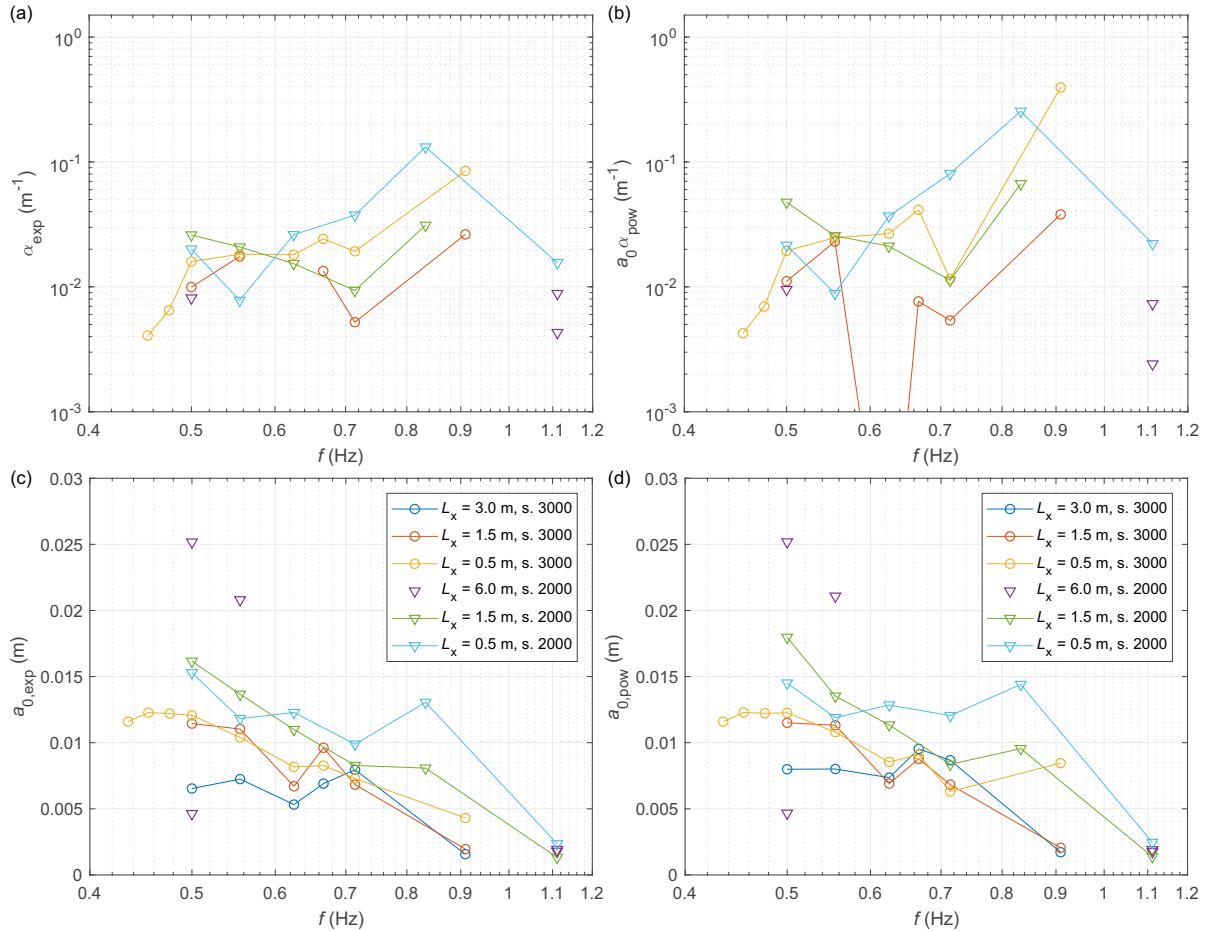 (a)
(b)
10^0
10^-1
10^-2
10^-3
α_exp (m^-1)
0.4 0.5 0.6 0.7 0.8 0.9 1 1.1 1.2
f (Hz)
10^0
10^-1
10^-2
10^-3
a_0 α_pow (m^-1)
0.4 0.5 0.6 0.7 0.8 0.9 1 1.1 1.2
f (Hz)
(c)
(d)
0.03
0.025
0.02
0.015
0.01
0.005
0
a_0,exp (m)
L_x = 3.0 m, s. 3000
L_x = 1.5 m, s. 3000
L_x = 0.5 m, s. 3000
L_x = 6.0 m, s. 2000
L_x = 1.5 m, s. 2000
L_x = 0.5 m, s. 2000
0.4 0.5 0.6 0.7 0.8 0.9 1 1.1 1.2
f (Hz)
0.03
0.025
0.02
0.015
0.01
0.005
0
a_0,pow (m)
L_x = 3.0 m, s. 3000
L_x = 1.5 m, s. 3000
L_x = 0.5 m, s. 3000
L_x = 6.0 m, s. 2000
L_x = 1.5 m, s. 2000
L_x = 0.5 m, s. 2000
0.4 0.5 0.6 0.7 0.8 0.9 1 1.1 1.2
f (Hz)